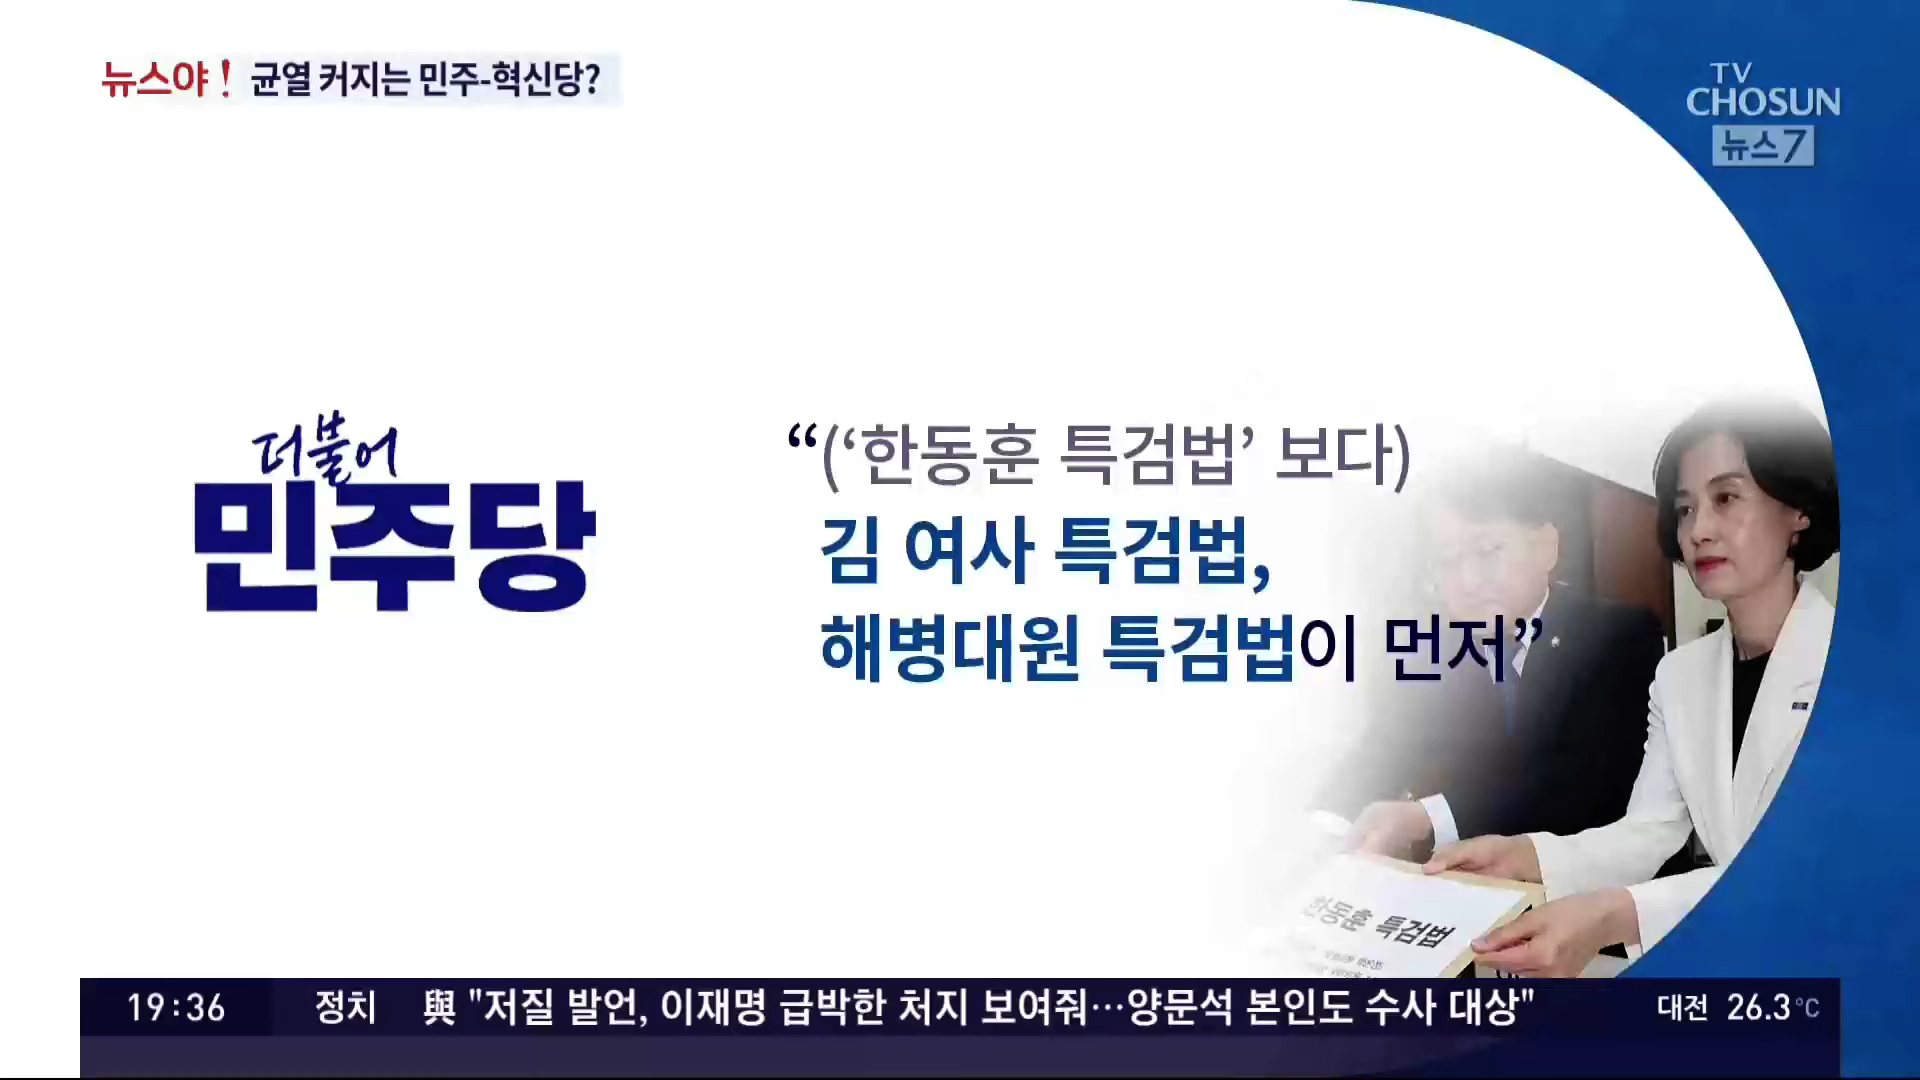 뉴스야! 균열 커지는 민주-혁신당?
TV
CHOSUN
뉴스7
더불어
민주당
“(‘한동훈 특검법’ 보다)
김 여사 특검법,
해병대원 특검법이 먼저”
한동훈 특검법
19:36 정치 與 "저질 발언, 이재명 급박한 처지 보여줘…양문석 본인도 수사 대상" 대전 26.3°C